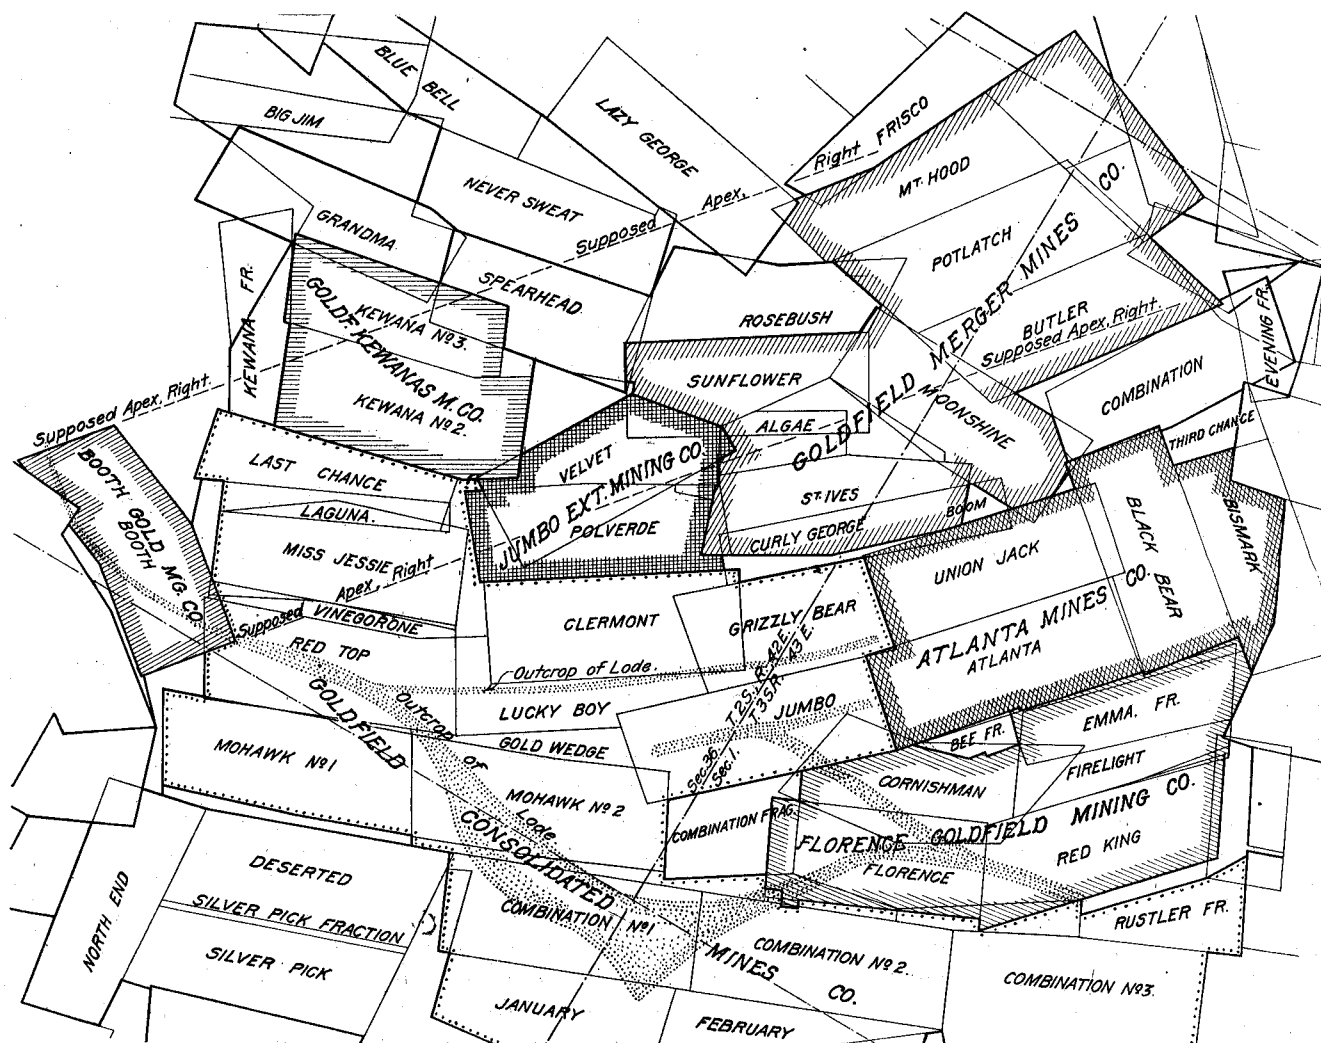 BLUE BELL
BIG JIM
LAZY GEORGE
Right
FRISCO
MT. HOOD
NEVER SWEAT
Supposed Apex,
GRANDMA
POTLATCH
CO.
KEWANA FR.
SPEARHEAD
ROSEBUSH
BUTLER
Supposed Apex, Right.
EVENING FR.
GOLDF. KEWANAS M. CO.
KEWANA Nº3.
KEWANA Nº2.
SUNFLOWER
MOONSHINE
COMBINATION
GOLDFIELD MERGER MINES
Supposed Apex, Right.
ALGAE
THIRD CHANCE
BOOTH GOLD MG. CO.
BOOTH
LAST CHANCE
VELVET
JUMBO EXT. MINING CO.
POLVERDE
ST. IVES
BOOM
CURLY GEORGE
BLACK BEAR
BISMARK
LAGUNA.
MISS JESSIE
Supposed Apex, Right
UNION JACK
VINEGORONE
RED TOP
CLERMONT
GRIZZLY BEAR
ATLANTA MINES CO.
ATLANTA
Outcrop of Lode.
T.2S. R.42E.
T.3S. R.43E.
Sec.36.
Sec.1.
GOLDFIELD
Outcrop of Lode
LUCKY BOY
JUMBO
EMMA. FR.
BEE FR.
MOHAWK Nº1
GOLD WEDGE
CORNISHMAN
FIRELIGHT
MOHAWK Nº2
COMBINATION FRAG.
FLORENCE GOLDFIELD MINING CO.
RED KING
FLORENCE
CONSOLIDATED
DESERTED
NORTH END
SILVER PICK FRACTION
COMBINATION Nº1
RUSTLER FR.
SILVER PICK
COMBINATION Nº2.
MINES CO.
COMBINATION Nº3.
JANUARY
FEBRUARY